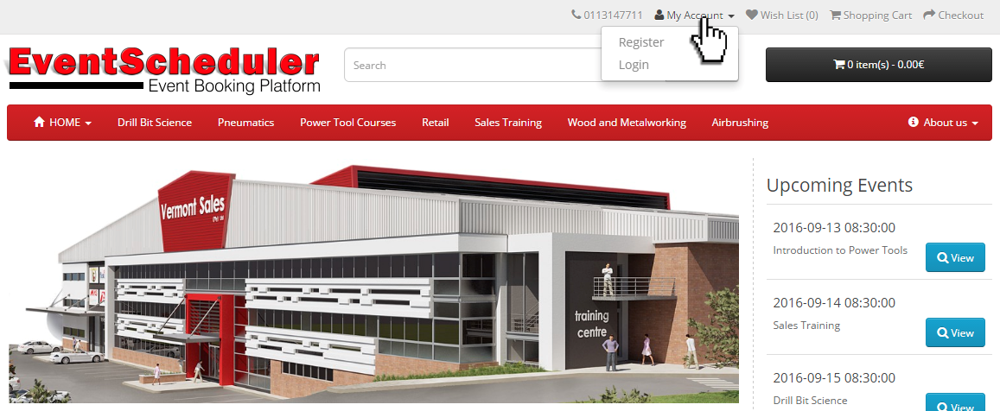 0113147711 My Account Wish List (0) Shopping Cart Checkout
Register
Login
EventScheduler
Event Booking Platform
Search
0 item(s) - 0.00€
HOME Drill Bit Science Pneumatics Power Tool Courses Retail Sales Training Wood and Metalworking Airbrushing About us
Vermont Sales
(Pty) Ltd
training
centre
Upcoming Events
2016-09-13 08:30:00
Introduction to Power Tools
View
2016-09-14 08:30:00
Sales Training
View
2016-09-15 08:30:00
Drill Bit Science
View